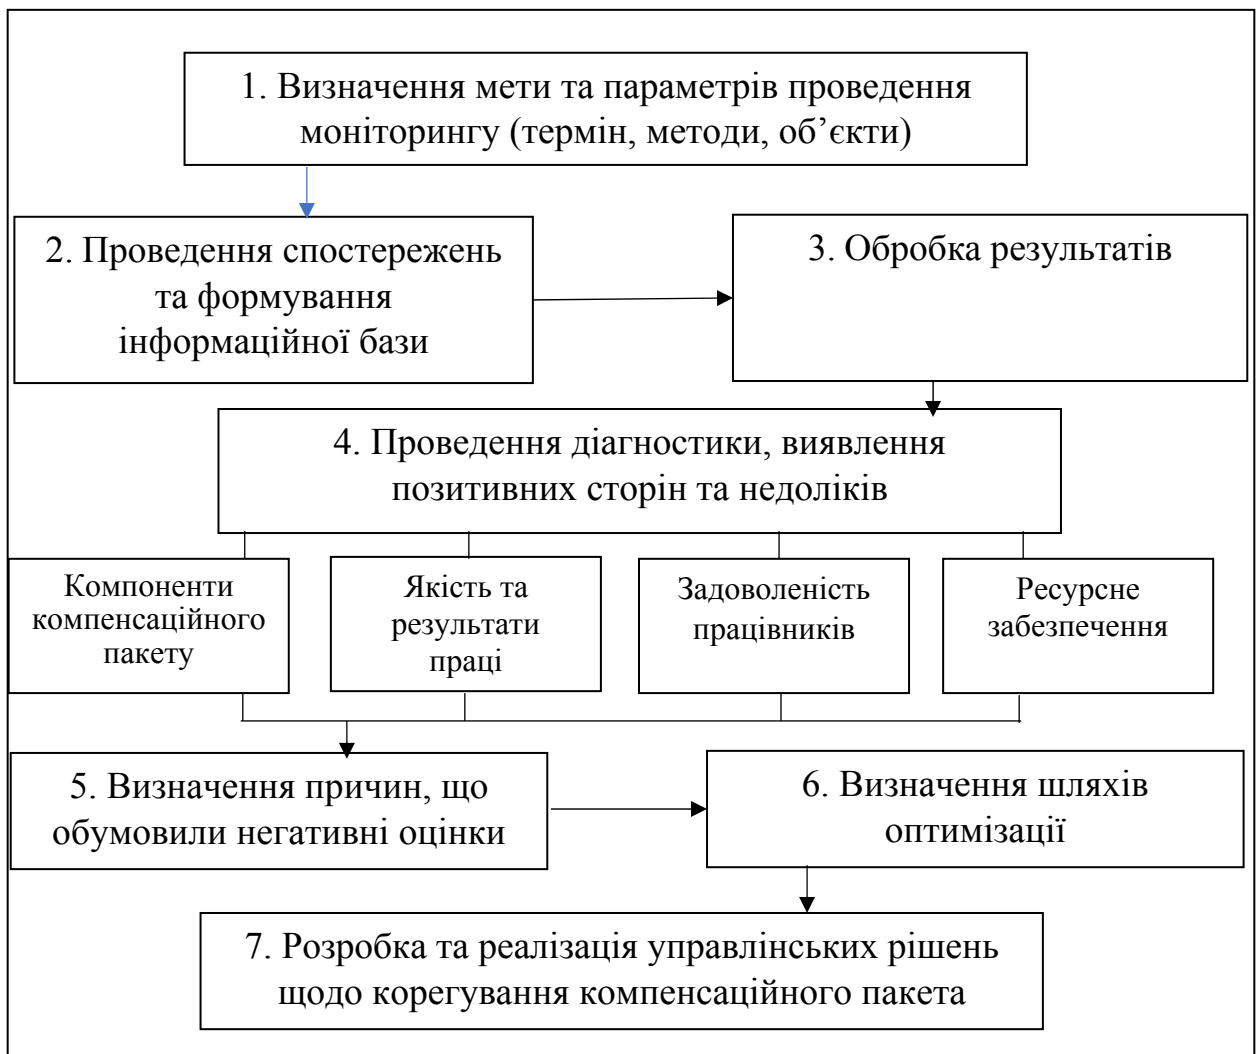 1. Визначення мети та параметрів проведення
моніторингу (термін, методи, об’єкти)
2. Проведення спостережень
та формування
інформаційної бази
3. Обробка результатів
4. Проведення діагностики, виявлення
позитивних сторін та недоліків
Компоненти
компенсаційного
пакету
Якість та
результати
праці
Задоволеність
працівників
Ресурсне
забезпечення
5. Визначення причин, що
обумовили негативні оцінки
6. Визначення шляхів
оптимізації
7. Розробка та реалізація управлінських рішень
щодо корегування компенсаційного пакета